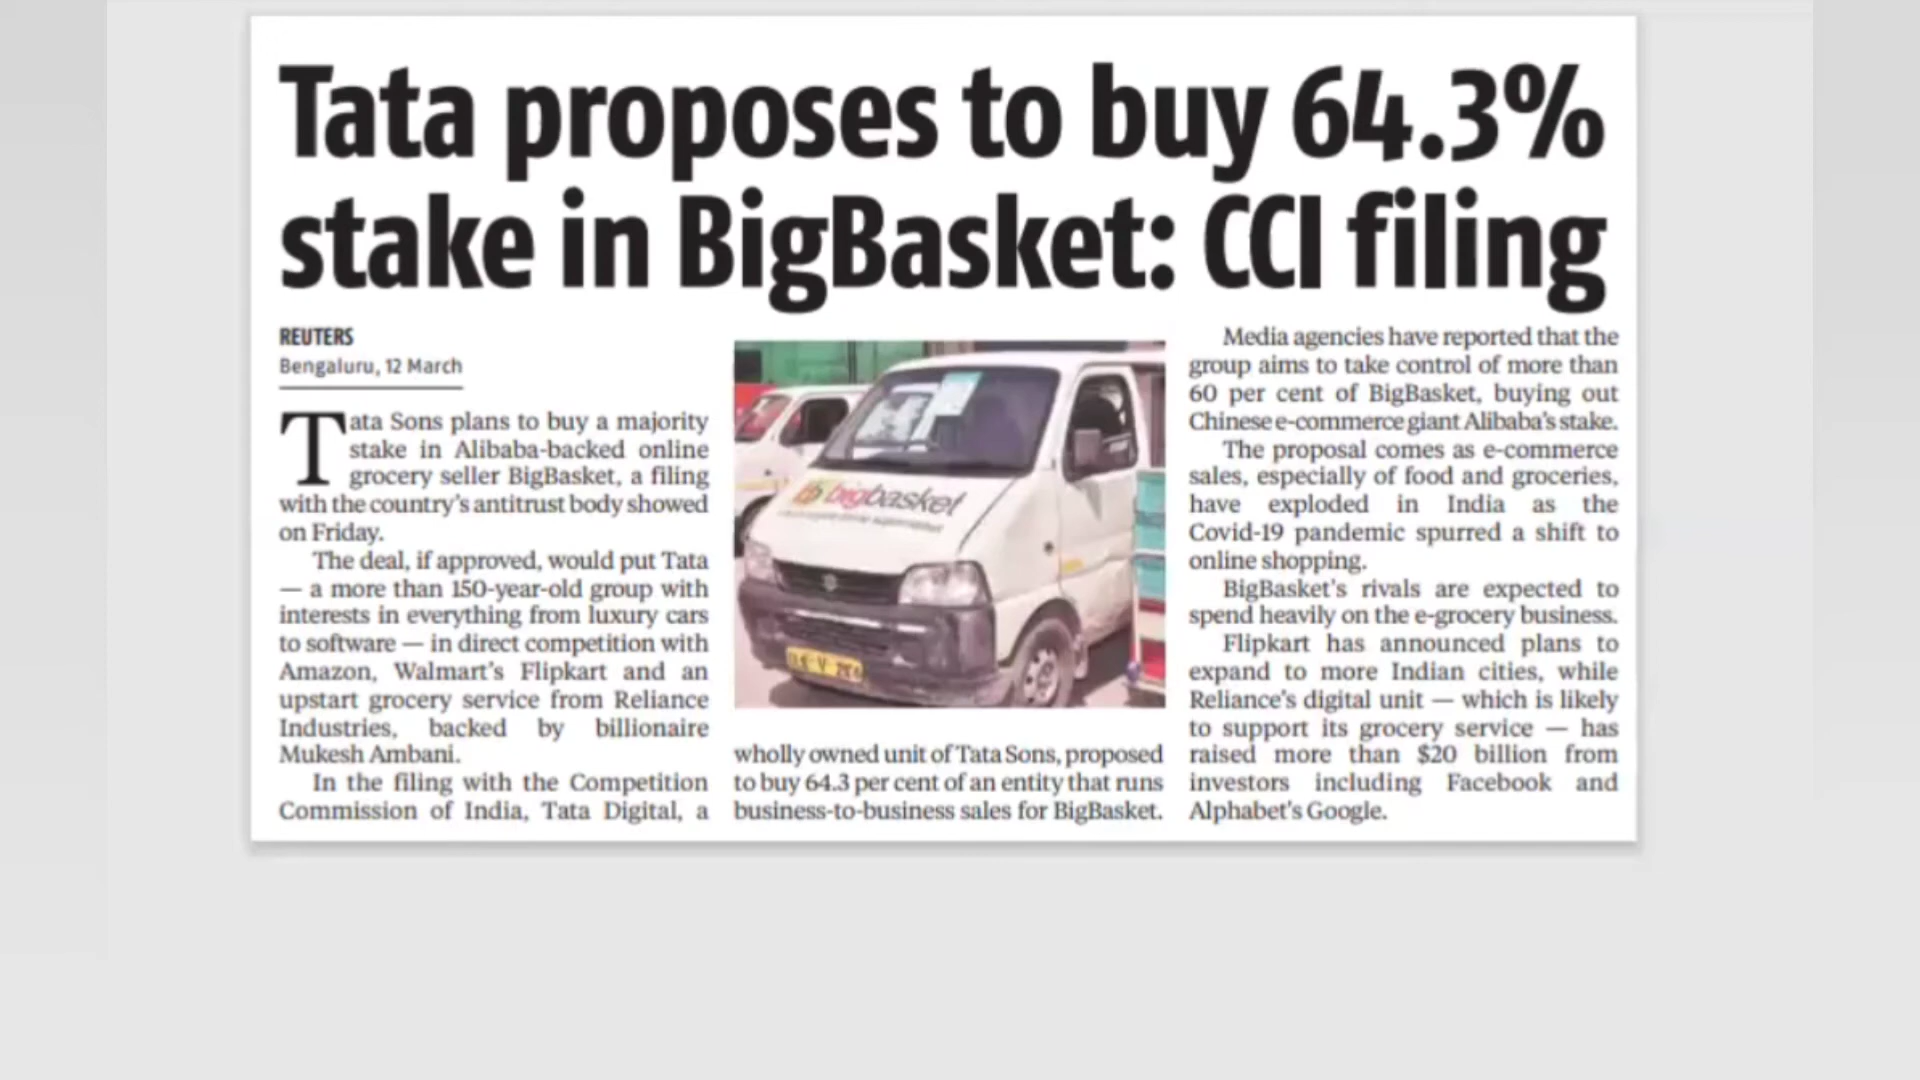 Tata proposes to buy 64.3%
stake in BigBasket: CCI filing
REUTERS
Bengaluru, 12 March
Tata Sons plans to buy a majority
stake in Alibaba-backed online
grocery seller BigBasket, a filing
with the country's antitrust body showed
on Friday.
The deal, if approved, would put Tata
— a more than 150-year-old group with
interests in everything from luxury cars
to software — in direct competition with
Amazon, Walmart's Flipkart and an
upstart grocery service from Reliance
Industries, backed by billionaire
Mukesh Ambani.
In the filing with the Competition
Commission of India, Tata Digital, a
bigbasket
wholly owned unit of Tata Sons, proposed
to buy 64.3 per cent of an entity that runs
business-to-business sales for BigBasket.
Media agencies have reported that the
group aims to take control of more than
60 per cent of BigBasket, buying out
Chinese e-commerce giant Alibaba's stake.
The proposal comes as e-commerce
sales, especially of food and groceries,
have exploded in India as the
Covid-19 pandemic spurred a shift to
online shopping.
BigBasket's rivals are expected to
spend heavily on the e-grocery business.
Flipkart has announced plans to
expand to more Indian cities, while
Reliance's digital unit — which is likely
to support its grocery service — has
raised more than $20 billion from
investors including Facebook and
Alphabet's Google.